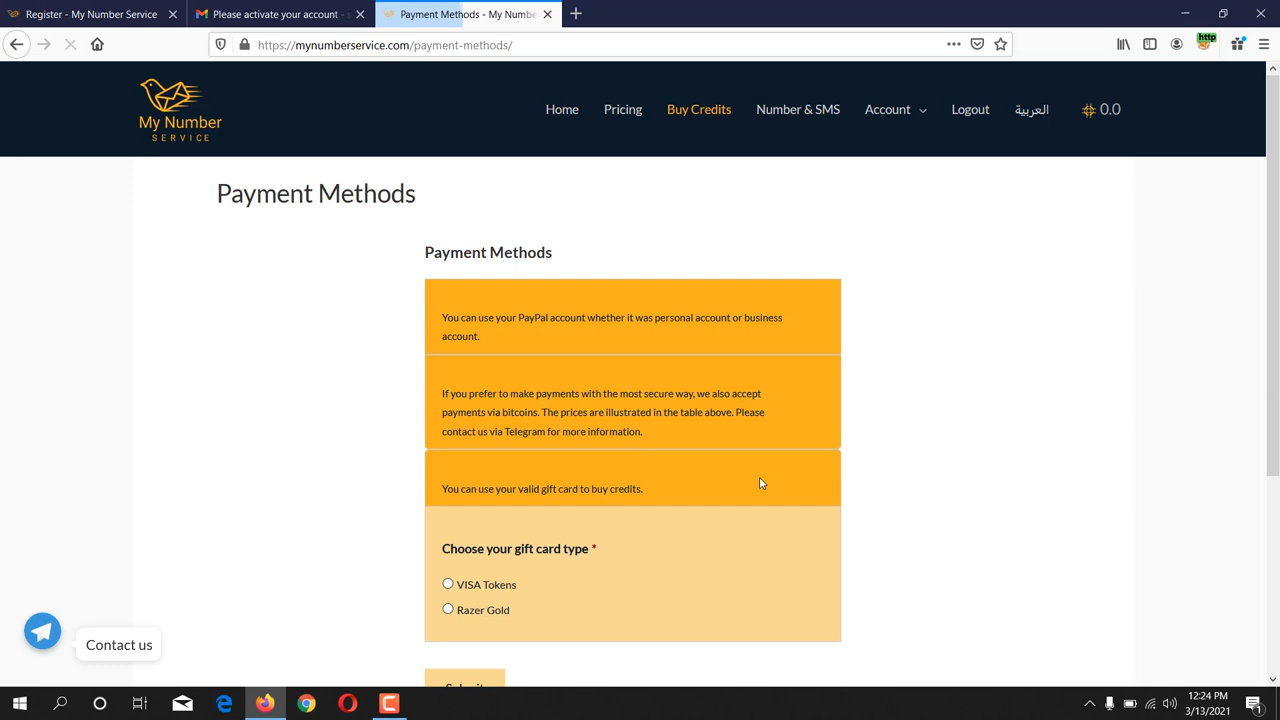 Register - My Number Service
Please activate your account -
Payment Methods - My Numbe
https://mynumberservice.com/payment-methods/
http
My Number
SERVICE
Home
Pricing
Buy Credits
Number & SMS
Account
Logout
العربية
0.0
Payment Methods
Payment Methods
You can use your PayPal account whether it was personal account or business
account.
If you prefer to make payments with the most secure way, we also accept
payments via bitcoins. The prices are illustrated in the table above. Please
contact us via Telegram for more information.
You can use your valid gift card to buy credits.
Choose your gift card type *
VISA Tokens
Razer Gold
Contact us
Submit
12:24 PM
3/13/2021
1